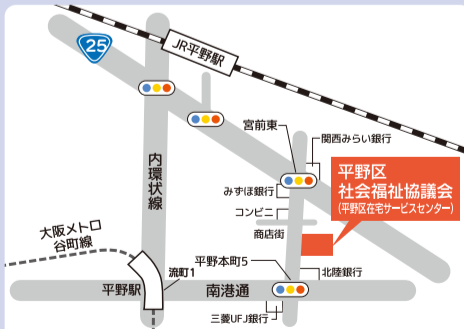 25
JR平野駅
宮前東
関西みらい銀行
内環状線
みずほ銀行
平野区
社会福祉協議会
(平野区在宅サービスセンター)
コンビニ
商店街
大阪メトロ
谷町線
流町1
平野本町5
北陸銀行
平野駅
南港通
三菱UFJ銀行